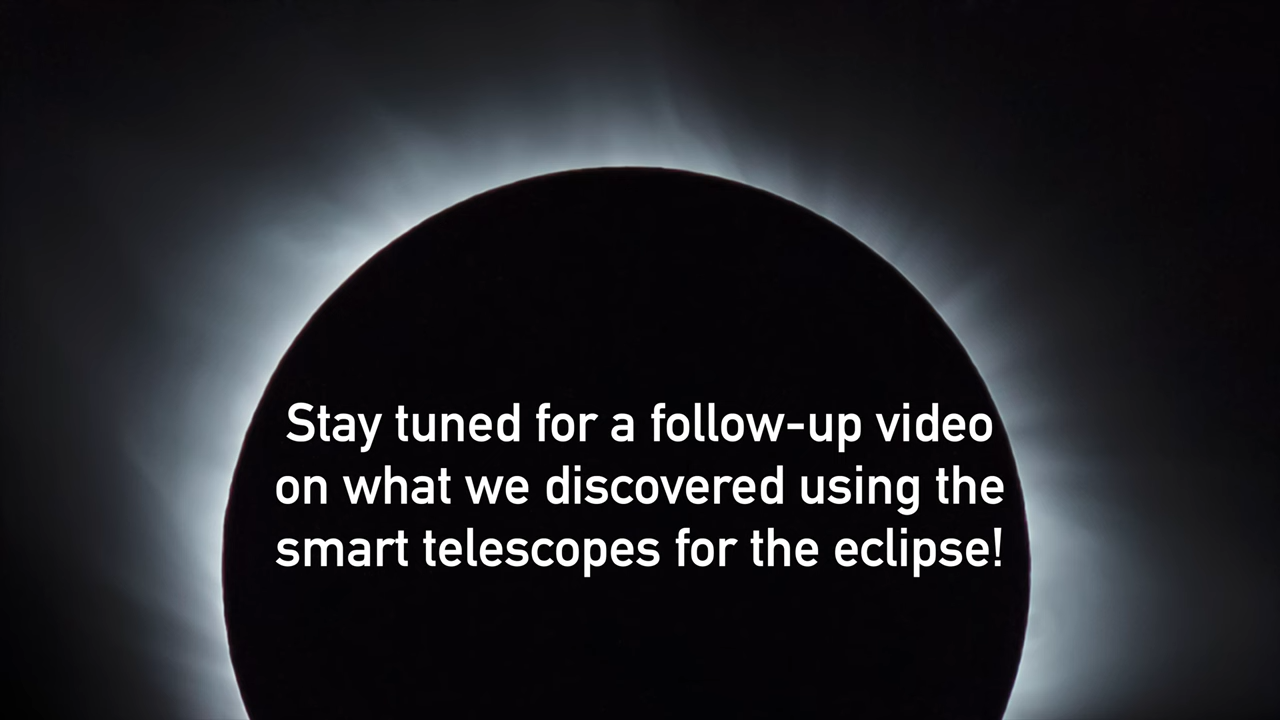 Stay tuned for a follow-up video
on what we discovered using the
smart telescopes for the eclipse!